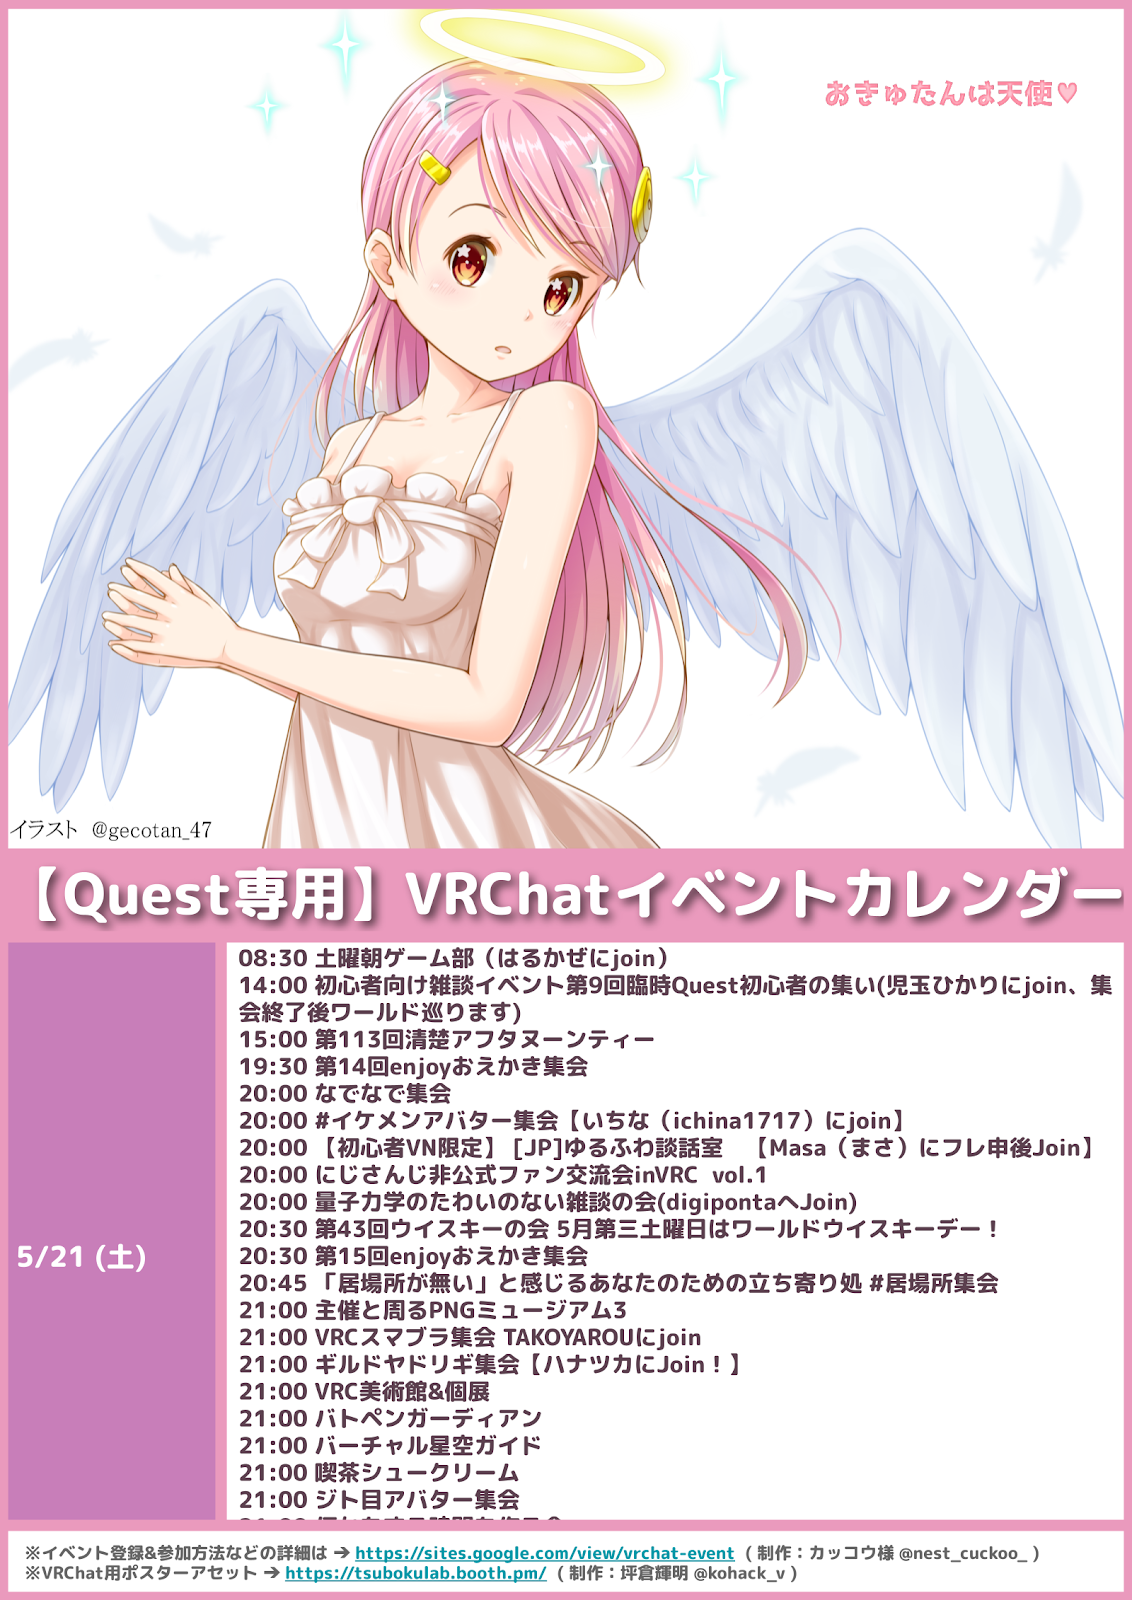 おきゅたんは天使♥
イラスト @gecotan_47
【Quest専用】VRChatイベントカレンダー
5/21 (土)
08:30 土曜朝ゲーム部（はるかぜにjoin）
14:00 初心者向け雑談イベント第9回臨時Quest初心者の集い(児玉ひかりにjoin、集
会終了後ワールド巡ります)
15:00 第113回清楚アフタヌーンティー
19:30 第14回enjoyおえかき集会
20:00 なでなで集会
20:00 #イケメンアバター集会【いちな（ichina1717）にjoin】
20:00 【初心者VN限定】 [JP]ゆるふわ談話室　【Masa（まさ）にフレ申後Join】
20:00 にじさんじ非公式ファン交流会inVRC vol.1
20:00 量子力学のたわいのない雑談の会(digipontaへJoin)
20:30 第43回ウイスキーの会 5月第三土曜日はワールドウイスキーデー！
20:30 第15回enjoyおえかき集会
20:45 「居場所が無い」と感じるあなたのための立ち寄り処 #居場所集会
21:00 主催と周るPNGミュージアム3
21:00 VRCスマブラ集会 TAKOYAROUにjoin
21:00 ギルドヤドリギ集会【ハナツカにJoin！】
21:00 VRC美術館&個展
21:00 バトペンガーディアン
21:00 バーチャル星空ガイド
21:00 喫茶シュークリーム
21:00 ジト目アバター集会
※イベント登録&参加方法などの詳細は → https://sites.google.com/view/vrchat-event ( 制作：カッコウ様 @nest_cuckoo_ )
※VRChat用ポスターアセット → https://tsubokulab.booth.pm/ ( 制作：坪倉輝明 @kohack_v )